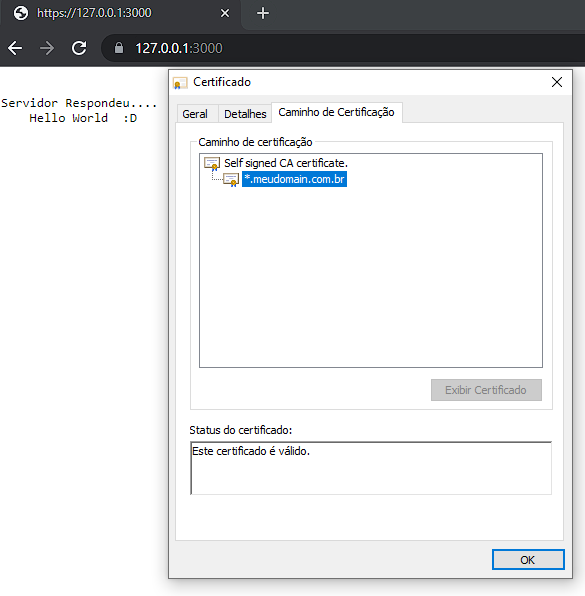 https://127.0.0.1:3000
127.0.0.1:3000
Servidor Respondeu....
Hello World  :D
Certificado
Geral Detalhes Caminho de Certificação
Caminho de certificação
Self signed CA certificate.
*.meudomain.com.br
Exibir Certificado
Status do certificado:
Este certificado é válido.
OK